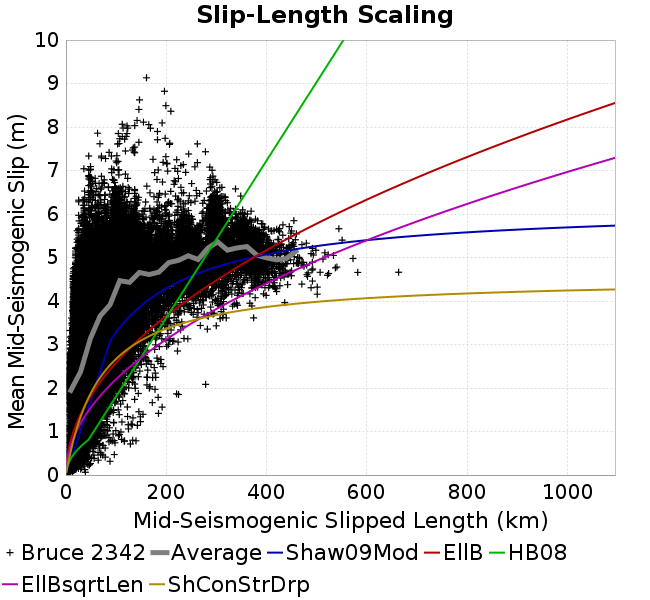 Slip-Length Scaling
Mean Mid-Seismogenic Slip (m)
10
9
8
7
6
5
4
3
2
1
0
0 200 400 600 800 1000
Mid-Seismogenic Slipped Length (km)
Bruce 2342 Average Shaw09Mod EllB HB08
EllBsqrtLen ShConStrDrp